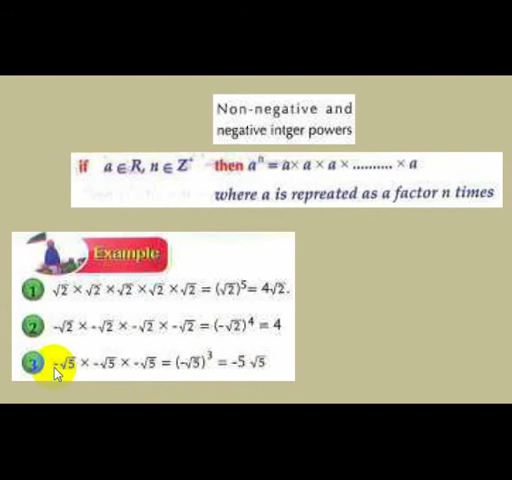 Non-negative and
negative intger powers
if a ∈ R, n ∈ Z⁺ then aⁿ = a× a × a × .......... × a
where a is repreated as a factor n times
Example
1 √2 × √2 × √2 × √2 × √2 = (√2)⁵= 4√2.
2 -√2 × -√2 × -√2 × -√2 = (-√2)⁴ = 4
3 -√5 × -√5 × -√5 = (-√5)³ = -5 √5